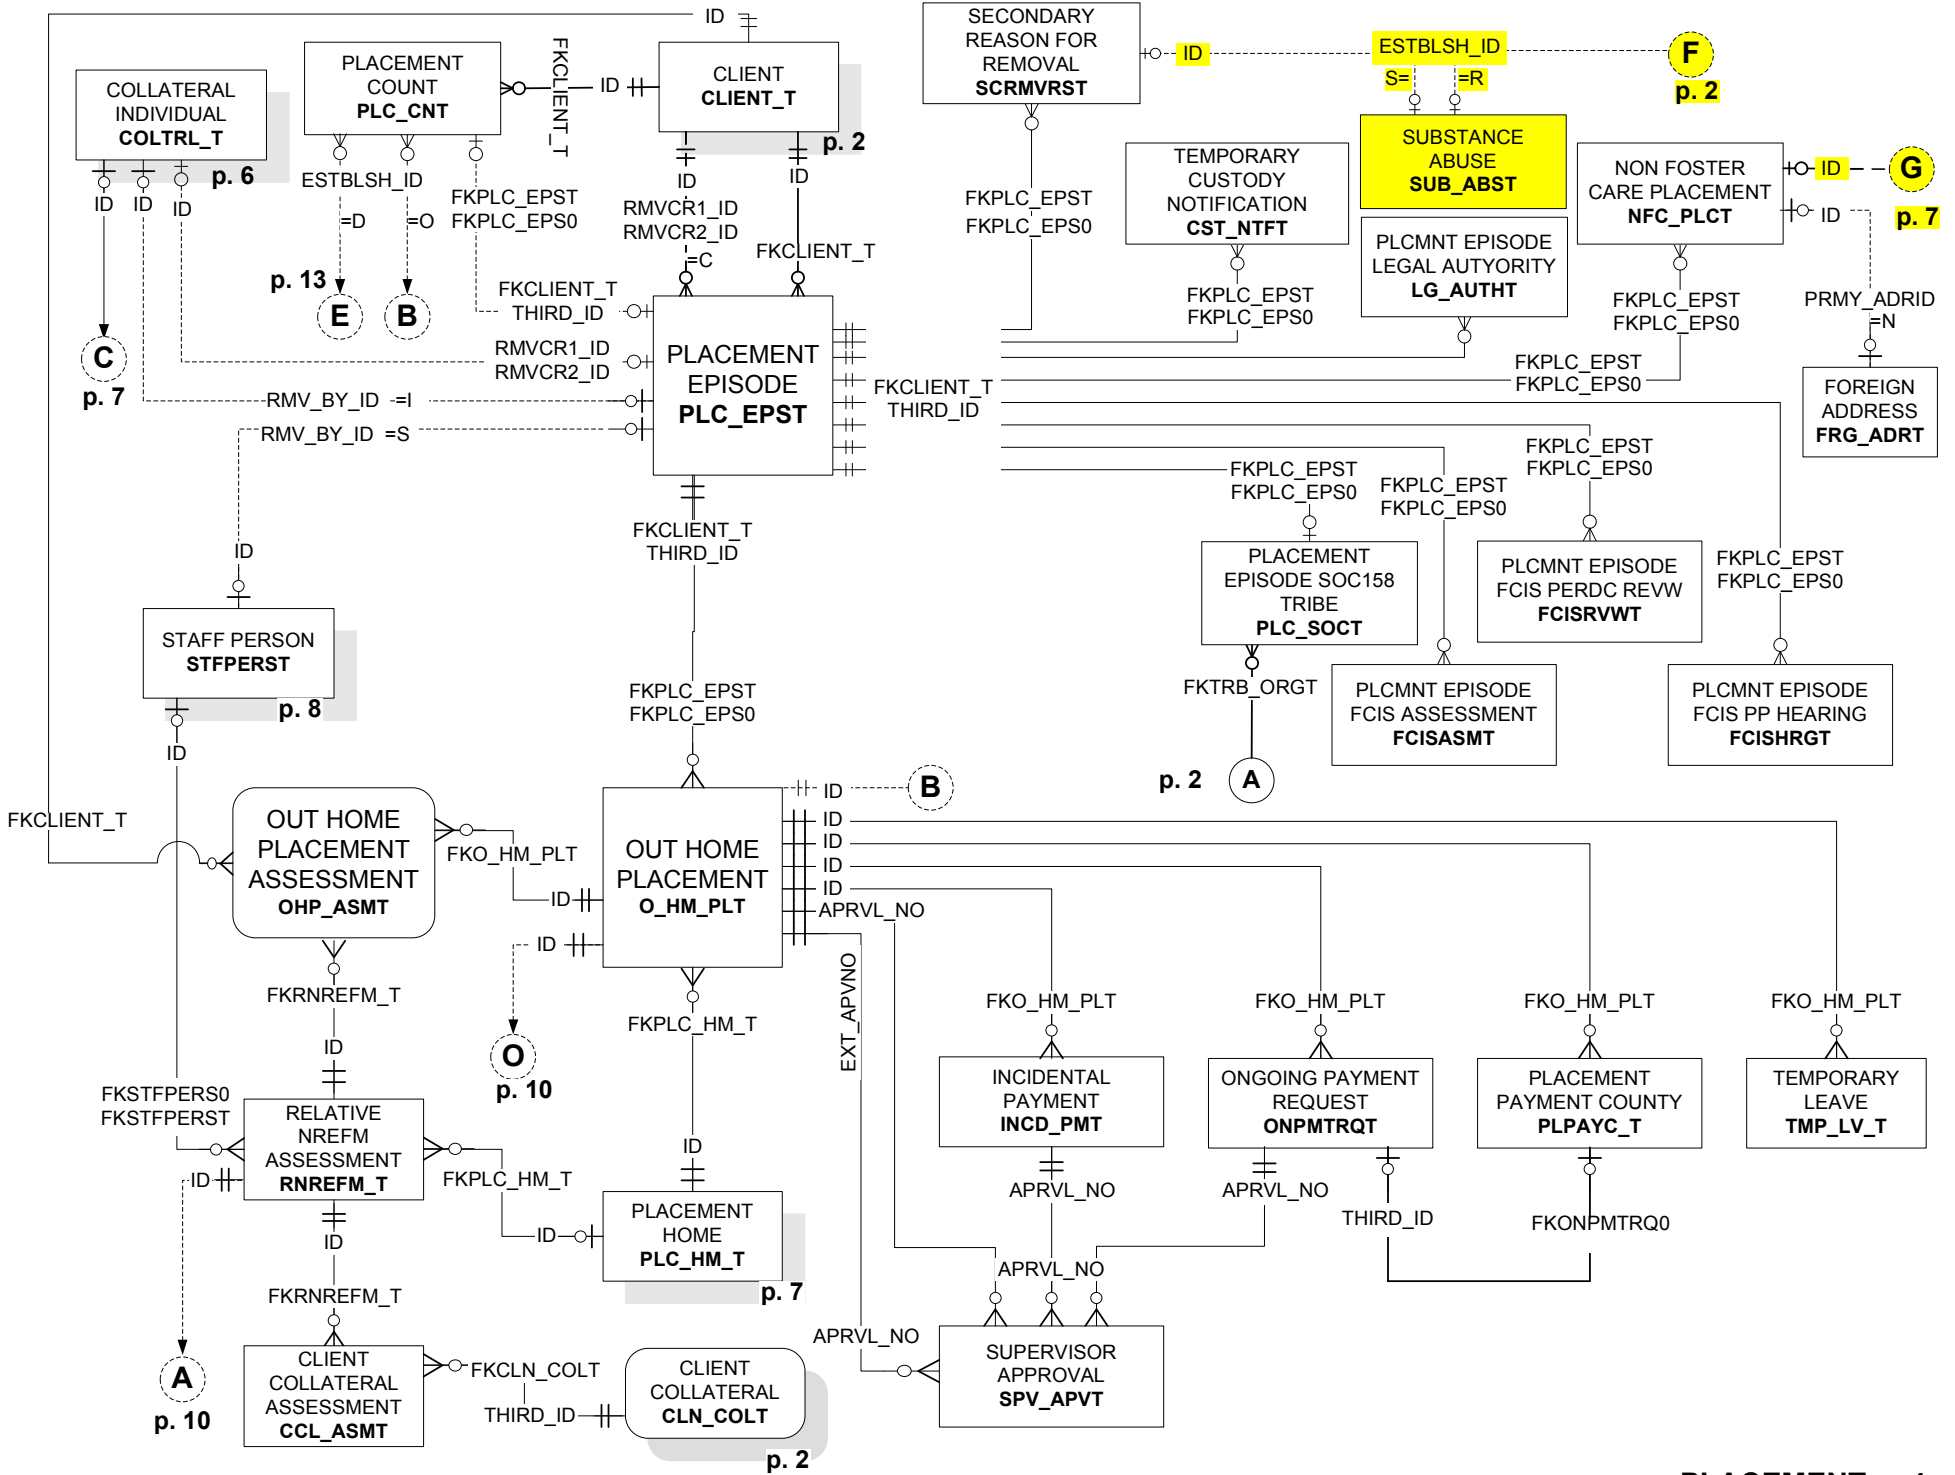 ID
COLLATERAL
INDIVIDUAL
COLTRL_T
p. 6
PLACEMENT
COUNT
PLC_CNT
FKCLIENT_T
ID
CLIENT
CLIENT_T
p. 2
SECONDARY
REASON FOR
REMOVAL
SCRMVRST
ID
ESTBLSH_ID
S=
=R
F
p. 2
SUBSTANCE
ABUSE
SUB_ABST
TEMPORARY
CUSTODY
NOTIFICATION
CST_NTFT
PLCMNT EPISODE
LEGAL AUTYORITY
LG_AUTHT
NON FOSTER
CARE PLACEMENT
NFC_PLCT
ID
G
p. 7
ID
ID
ID
ID
ESTBLSH_ID
=D
=O
p. 13
E
B
C
p. 7
FKPLC_EPST
FKPLC_EPS0
FKCLIENT_T
THIRD_ID
RMVCR1_ID
RMVCR2_ID
RMV_BY_ID =I
RMV_BY_ID =S
ID
RMVCR1_ID
RMVCR2_ID
=C
ID
FKCLIENT_T
PLACEMENT
EPISODE
PLC_EPST
FKCLIENT_T
THIRD_ID
FKPLC_EPST
FKPLC_EPS0
FKPLC_EPST
FKPLC_EPS0
FKPLC_EPST
FKPLC_EPS0
FKPLC_EPST
FKPLC_EPS0
PRMY_ADRID
=N
FOREIGN
ADDRESS
FRG_ADRT
FKPLC_EPST
FKPLC_EPS0
FKPLC_EPST
FKPLC_EPS0
FKPLC_EPST
FKPLC_EPS0
FKPLC_EPST
FKPLC_EPS0
ID
STAFF PERSON
STFPERST
p. 8
ID
FKCLIENT_T
THIRD_ID
FKPLC_EPST
FKPLC_EPS0
PLACEMENT
EPISODE SOC158
TRIBE
PLC_SOCT
FKTRB_ORGT
p. 2
A
PLCMNT EPISODE
FCIS PERDC REVW
FCISRVWT
PLCMNT EPISODE
FCIS ASSESSMENT
FCISASMT
PLCMNT EPISODE
FCIS PP HEARING
FCISHRGT
FKCLIENT_T
OUT HOME
PLACEMENT
ASSESSMENT
OHP_ASMT
FKO_HM_PLT
ID
OUT HOME
PLACEMENT
O_HM_PLT
ID
B
ID
ID
ID
ID
APRVL_NO
EXT_APVNO
ID
O
p. 10
FKRNREFM_T
ID
FKSTFPERS0
FKSTFPERST
RELATIVE
NREFM
ASSESSMENT
RNREFM_T
ID
ID
A
p. 10
FKPLC_HM_T
ID
FKPLC_HM_T
ID
PLACEMENT
HOME
PLC_HM_T
p. 7
FKRNREFM_T
CLIENT
COLLATERAL
ASSESSMENT
CCL_ASMT
FKCLN_COLT
THIRD_ID
CLIENT
COLLATERAL
CLN_COLT
p. 2
FKO_HM_PLT
FKO_HM_PLT
FKO_HM_PLT
FKO_HM_PLT
INCIDENTAL
PAYMENT
INCD_PMT
ONGOING PAYMENT
REQUEST
ONPMTRQT
PLACEMENT
PAYMENT COUNTY
PLPAYC_T
TEMPORARY
LEAVE
TMP_LV_T
APRVL_NO
APRVL_NO
THIRD_ID
FKONPMTRQ0
APRVL_NO
APRVL_NO
SUPERVISOR
APPROVAL
SPV_APVT